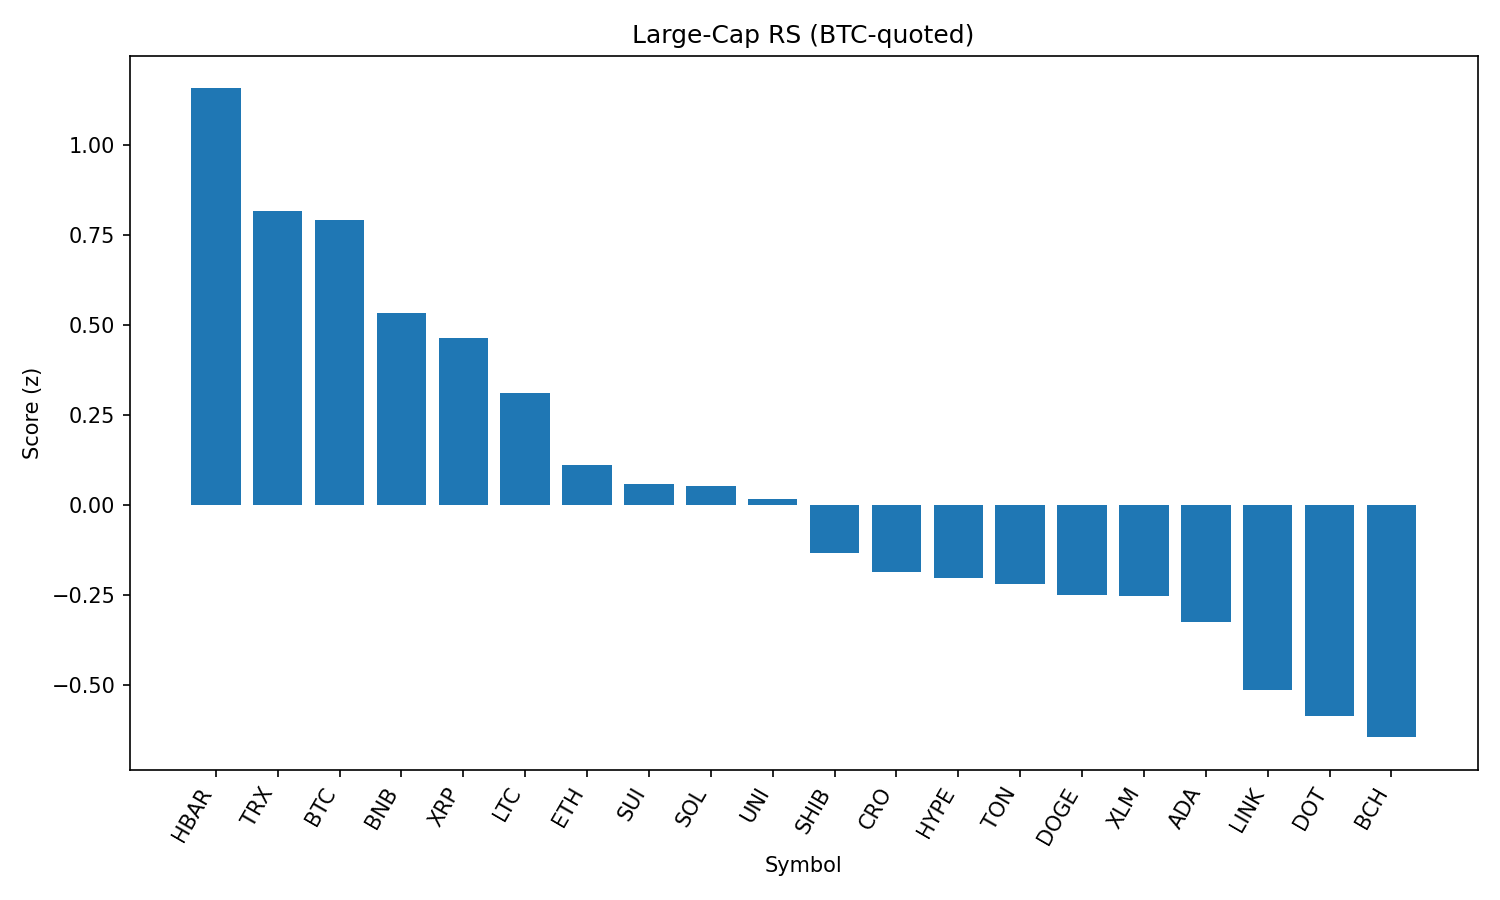 Large-Cap RS (BTC-quoted)
Score (z)
1.00
0.75
0.50
0.25
0.00
−0.25
−0.50
HBAR
TRX
BTC
BNB
XRP
LTC
ETH
SUI
SOL
UNI
SHIB
CRO
HYPE
TON
DOGE
XLM
ADA
LINK
DOT
BCH
Symbol